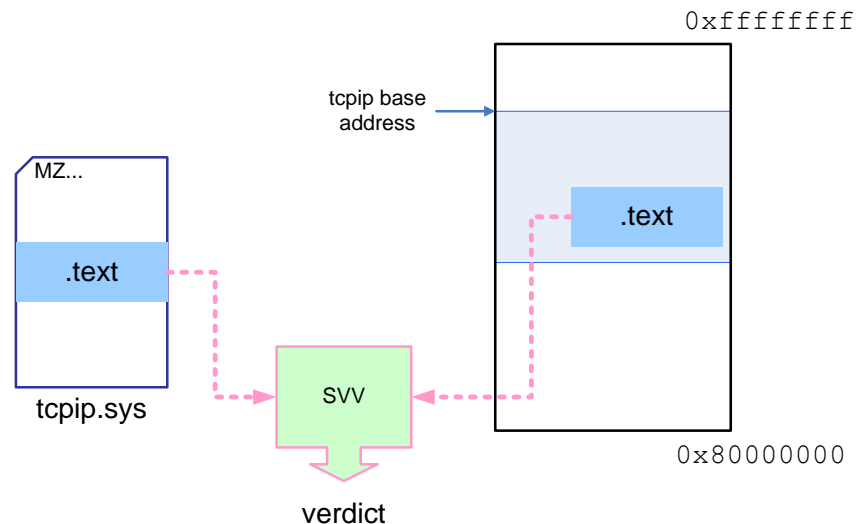 0xffffffff
tcpip base
address
MZ...
.text
.text
SVV
tcpip.sys
0x80000000
verdict